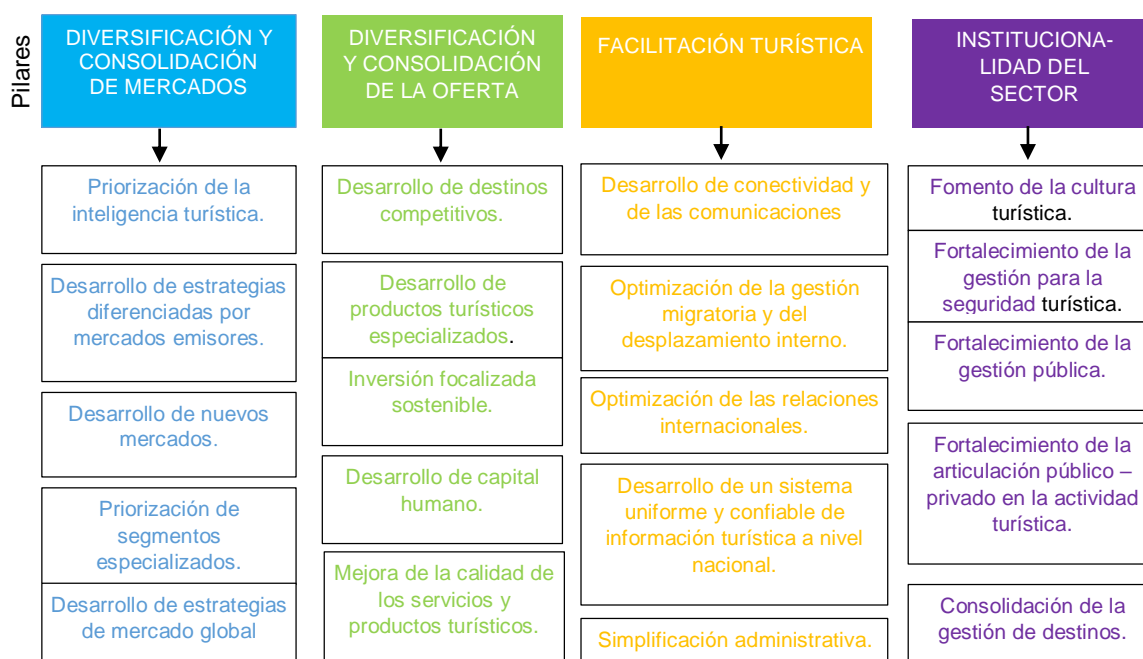 Pilares
DIVERSIFICACIÓN Y
CONSOLIDACIÓN
DE MERCADOS
Priorización de la
inteligencia turística.
Desarrollo de estrategias
diferenciadas por
mercados emisores.
Desarrollo de nuevos
mercados.
Priorización de
segmentos
especializados.
Desarrollo de estrategias
de mercado global
DIVERSIFICACIÓN
Y CONSOLIDACIÓN
DE LA OFERTA
Desarrollo de destinos
competitivos.
Desarrollo de
productos turísticos
especializados.
Inversión focalizada
sostenible.
Desarrollo de capital
humano.
Mejora de la calidad de
los servicios y
productos turísticos.
FACILITACIÓN TURÍSTICA
Desarrollo de conectividad y
de las comunicaciones
Optimización de la gestión
migratoria y del
desplazamiento interno.
Optimización de las relaciones
internacionales.
Desarrollo de un sistema
uniforme y confiable de
información turística a nivel
nacional.
Simplificación administrativa.
INSTITUCIONA-
LIDAD DEL
SECTOR
Fomento de la cultura
turística.
Fortalecimiento de la
gestión para la
seguridad turística.
Fortalecimiento de la
gestión pública.
Fortalecimiento de la
articulación público –
privado en la actividad
turística.
Consolidación de la
gestión de destinos.